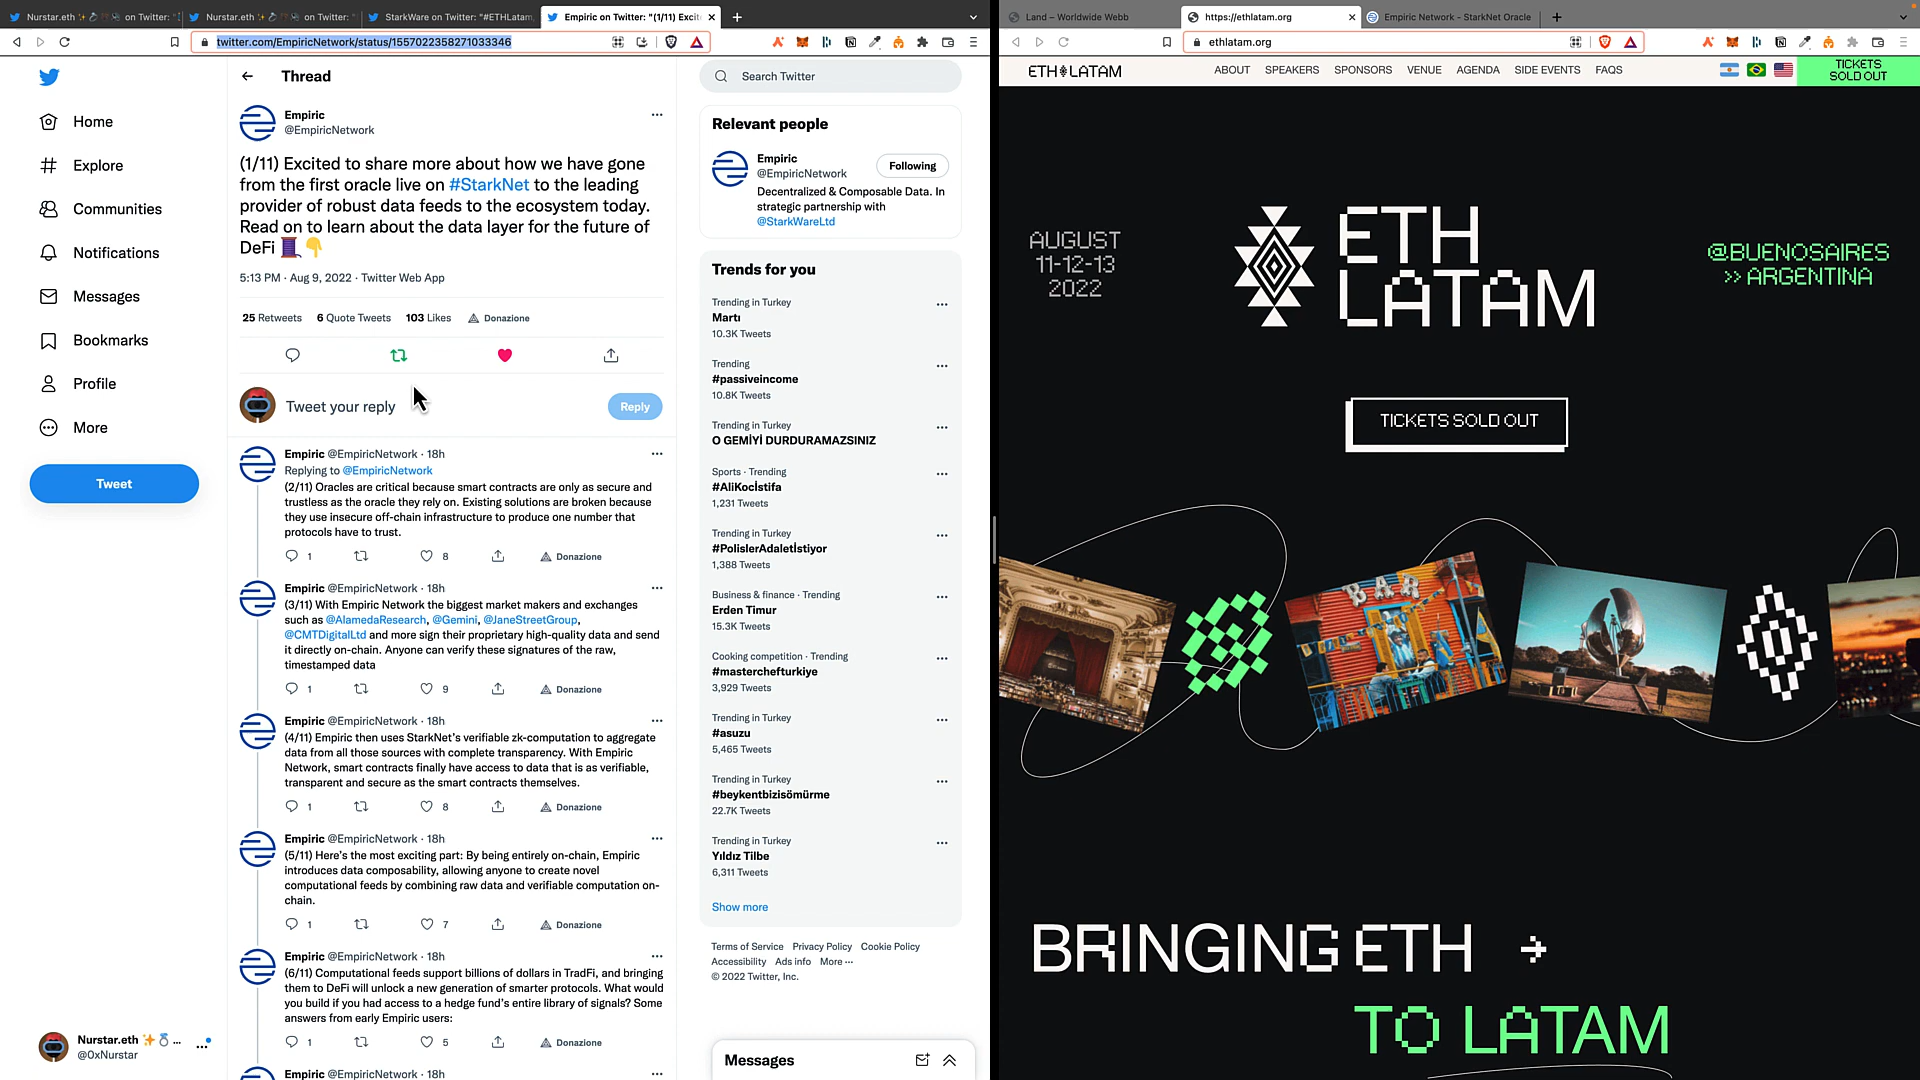 Nurstar.eth
on Twitter: "
Nurstar.eth
on Twitter: "
StarkWare on Twitter: "#ETHLatam,
Empiric on Twitter: "(1/11) Excit
twitter.com/EmpiricNetwork/status/1557022358271033346
Home
Explore
Communities
Notifications
Messages
Bookmarks
Profile
More
Tweet
Nurstar.eth ✨ 💍 ...
@0xNurstar
Thread
Empiric
@EmpiricNetwork
(1/11) Excited to share more about how we have gone
from the first oracle live on #StarkNet to the leading
provider of robust data feeds to the ecosystem today.
Read on to learn about the data layer for the future of
DeFi 🧵👇
5:13 PM · Aug 9, 2022 · Twitter Web App
25 Retweets 6 Quote Tweets 103 Likes Donazione
Tweet your reply
Reply
Empiric @EmpiricNetwork · 18h
Replying to @EmpiricNetwork
(2/11) Oracles are critical because smart contracts are only as secure and
trustless as the oracle they rely on. Existing solutions are broken because
they use insecure off-chain infrastructure to produce one number that
protocols have to trust.
1 8 Donazione
Empiric @EmpiricNetwork · 18h
(3/11) With Empiric Network the biggest market makers and exchanges
such as @AlamedaResearch, @Gemini, @JaneStreetGroup,
@CMTDigitalLtd and more sign their proprietary high-quality data and send
it directly on-chain. Anyone can verify these signatures of the raw,
timestamped data
1 9 Donazione
Empiric @EmpiricNetwork · 18h
(4/11) Empiric then uses StarkNet's verifiable zk-computation to aggregate
data from all those sources with complete transparency. With Empiric
Network, smart contracts finally have access to data that is as verifiable,
transparent and secure as the smart contracts themselves.
1 8 Donazione
Empiric @EmpiricNetwork · 18h
(5/11) Here's the most exciting part: By being entirely on-chain, Empiric
introduces data composability, allowing anyone to create novel
computational feeds by combining raw data and verifiable computation on-
chain.
1 7 Donazione
Empiric @EmpiricNetwork · 18h
(6/11) Computational feeds support billions of dollars in TradFi, and bringing
them to DeFi will unlock a new generation of smarter protocols. What would
you build if you had access to a hedge fund's entire library of signals? Some
answers from early Empiric users:
1 5 Donazione
Empiric @EmpiricNetwork · 18h
Search Twitter
Relevant people
Empiric
@EmpiricNetwork
Following
Decentralized & Composable Data. In
strategic partnership with
@StarkWareLtd
Trends for you
Trending in Turkey
Martı
10.3K Tweets
Trending
#passiveincome
10.8K Tweets
Trending in Turkey
O GEMİYİ DURDURAMAZSINIZ
Sports · Trending
#AliKocİstifa
1,231 Tweets
Trending in Turkey
#PolislerAdaletİstiyor
1,388 Tweets
Business & finance · Trending
Erden Timur
15.3K Tweets
Cooking competition · Trending
#masterchefturkiye
3,929 Tweets
Trending in Turkey
#asuzu
5,465 Tweets
Trending in Turkey
#beykentbizisömürme
22.7K Tweets
Trending in Turkey
Yıldız Tilbe
6,311 Tweets
Show more
Terms of Service Privacy Policy Cookie Policy
Accessibility Ads info More ···
© 2022 Twitter, Inc.
Messages
Land – Worldwide Webb
https://ethlatam.org
Empiric Network - StarkNet Oracle
ethlatam.org
ETH LATAM
ABOUT SPEAKERS SPONSORS VENUE AGENDA SIDE EVENTS FAQS
TICKETS
SOLD OUT
AUGUST
11-12-13
2022
ETH
LATAM
@BUENOSAIRES
>> ARGENTINA
TICKETS SOLD OUT
BAR
BRINGING ETH →
TO LATAM